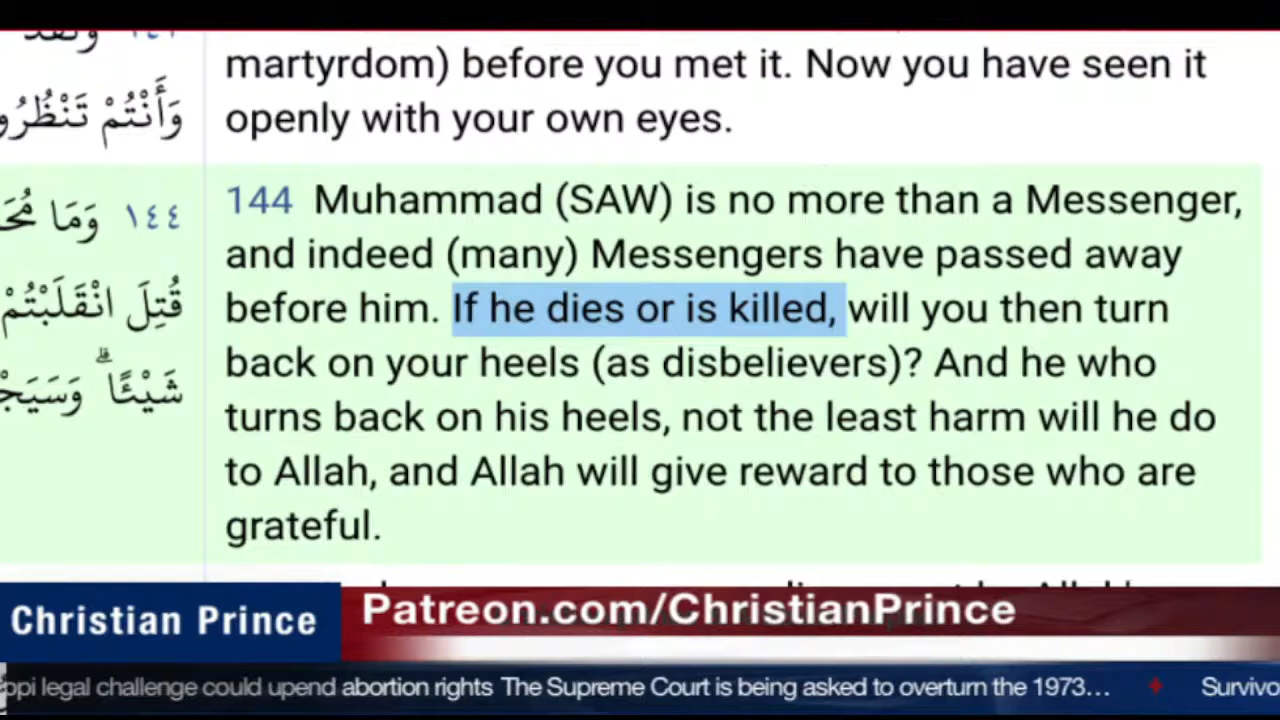 martyrdom) before you met it. Now you have seen it
وَأَنْتُمْ
openly with your own eyes.
١٤٤ وَمَا
144 Muhammad (SAW) is no more than a Messenger,
and indeed (many) Messengers have passed away
قُتِلَ انْقَلَبْتُمْ
before him. If he dies or is killed, will you then turn
back on your heels (as disbelievers)? And he who
شَيْئًا ۗ
turns back on his heels, not the least harm will he do
to Allah, and Allah will give reward to those who are
grateful.
Christian Prince
Patreon.com/ChristianPrince
legal challenge could upend abortion rights The Supreme Court is being asked to overturn the 1973...